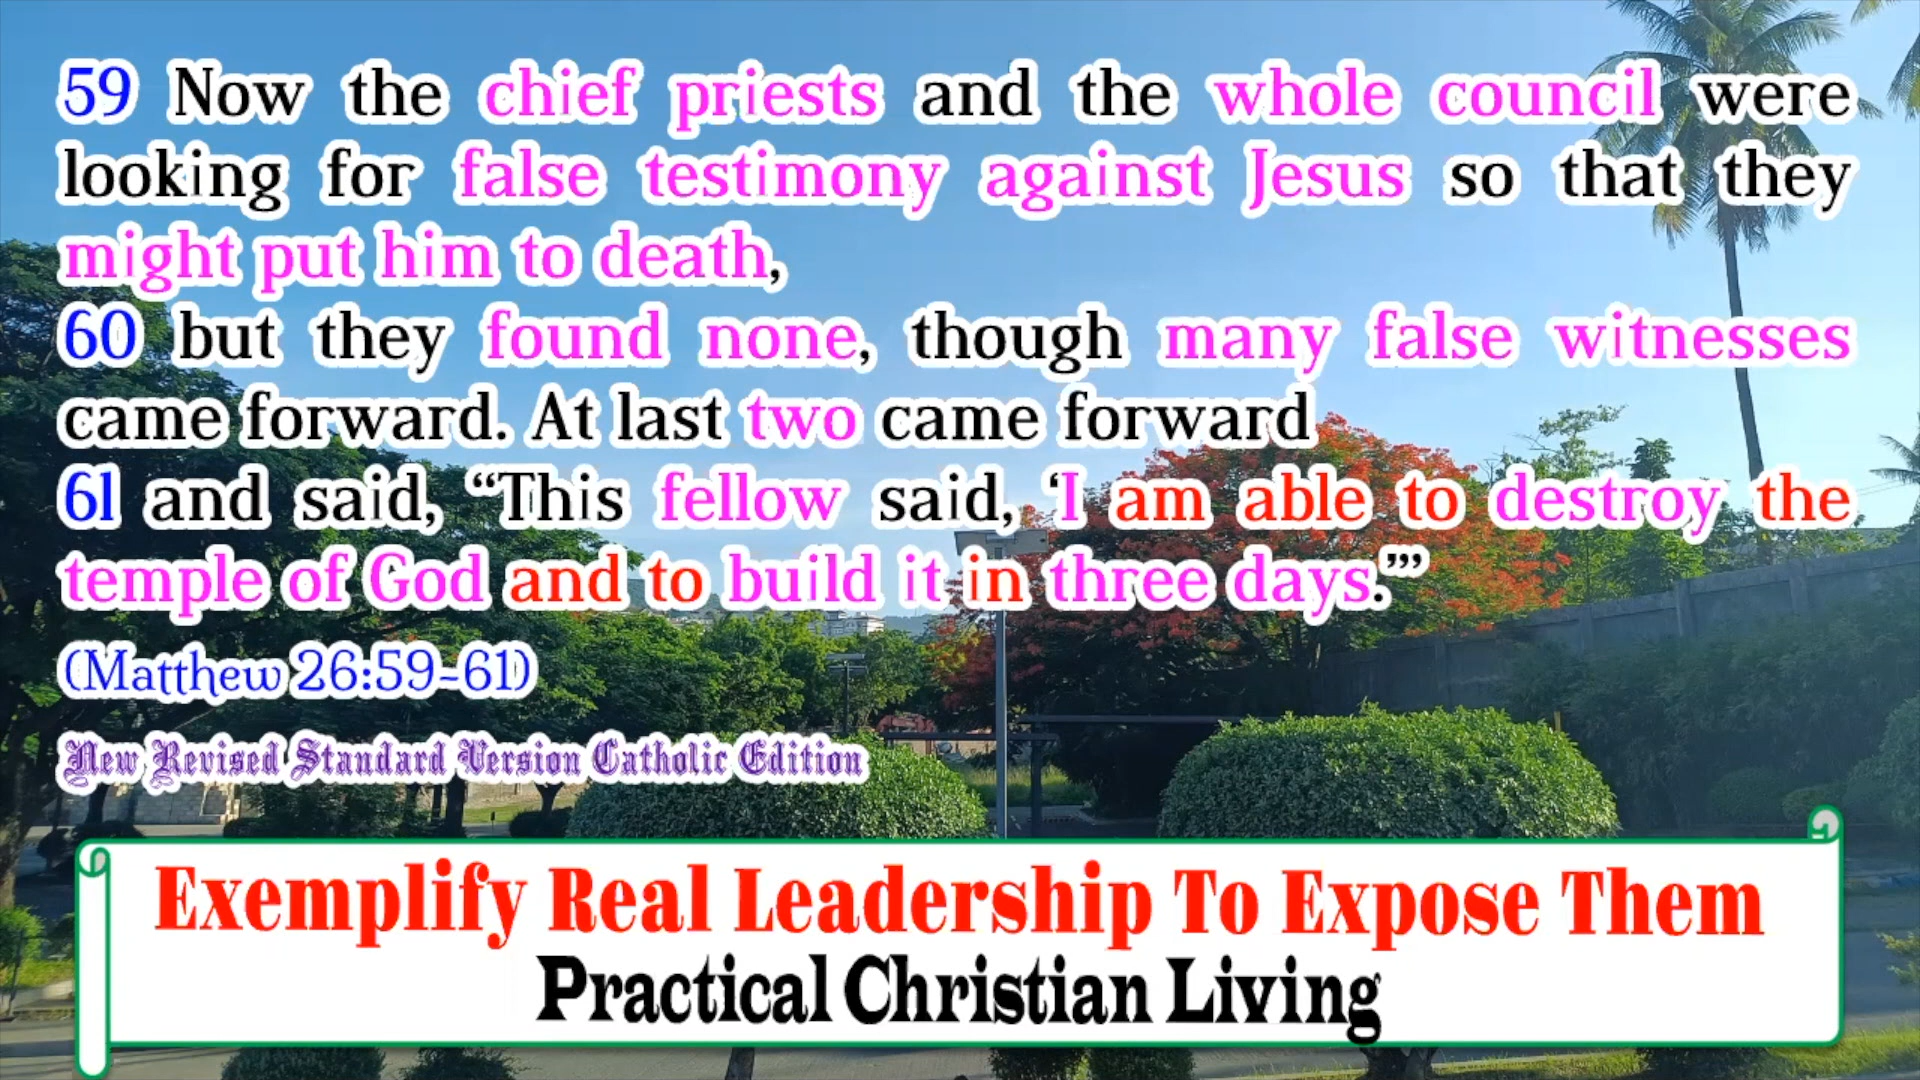 59 Now the chief priests and the whole council were
looking for false testimony against Jesus so that they
might put him to death,
60 but they found none, though many false witnesses
came forward. At last two came forward
61 and said, “This fellow said, ‘I am able to destroy the
temple of God and to build it in three days.’”
(Matthew 26:59-61)
New Revised Standard Version Catholic Edition
Exemplify Real Leadership To Expose Them
Practical Christian Living